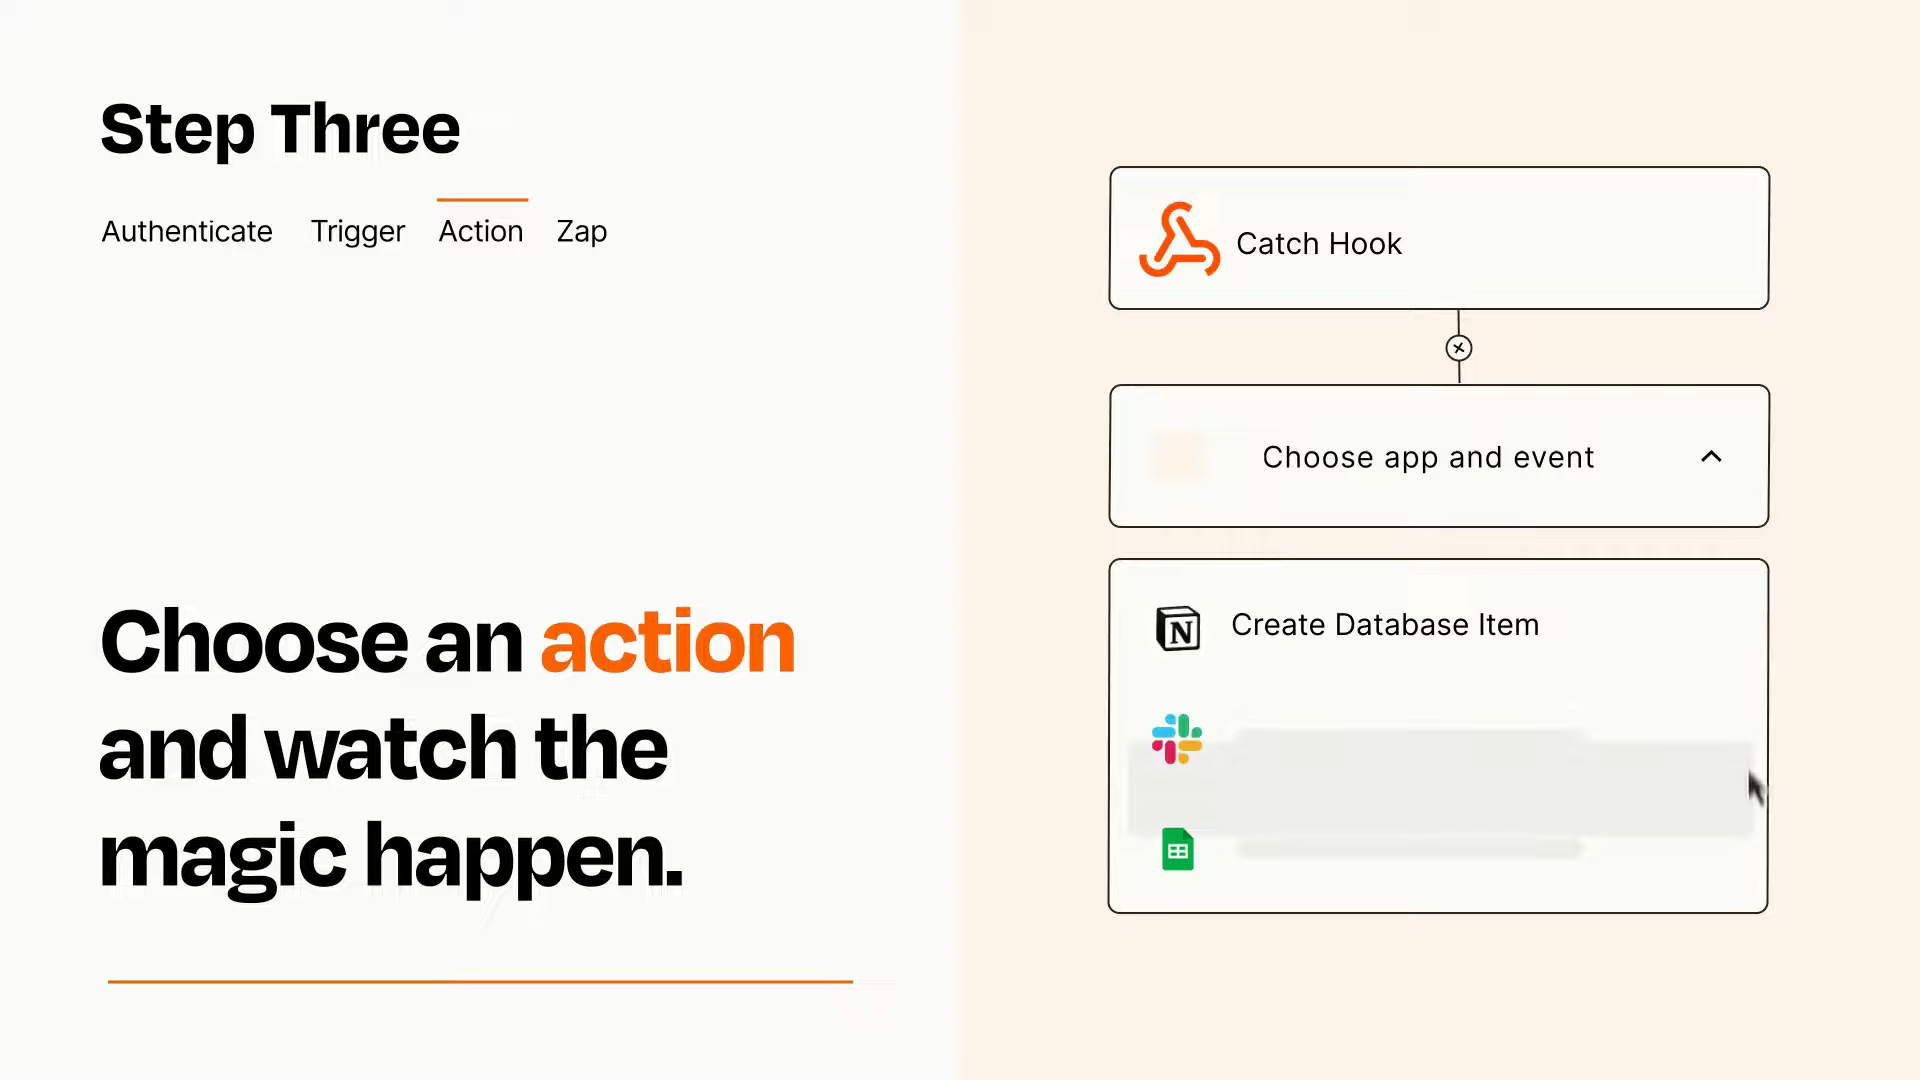 Step Three
Authenticate Trigger Action Zap
Choose an action
and watch the
magic happen.
Catch Hook
Choose app and event
N Create Database Item